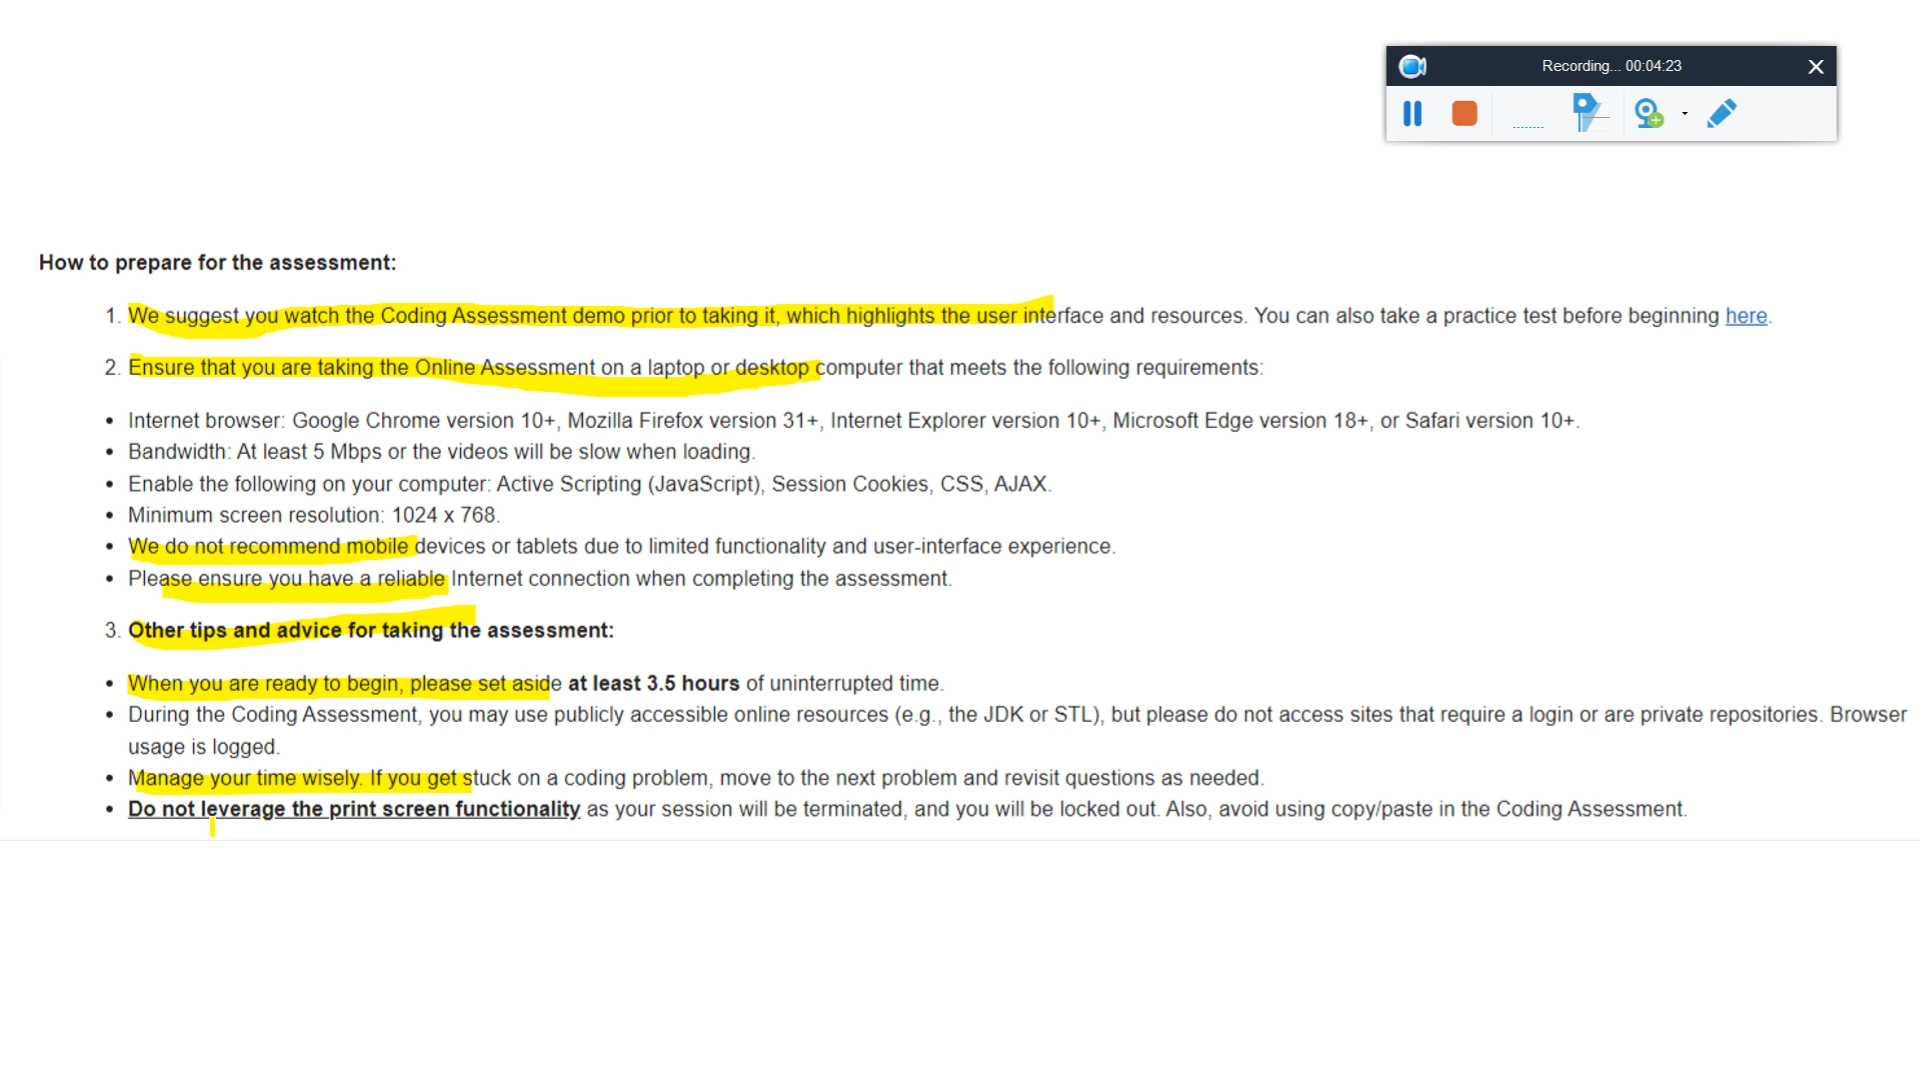 Recording... 00:04:23
How to prepare for the assessment:
1. We suggest you watch the Coding Assessment demo prior to taking it, which highlights the user interface and resources. You can also take a practice test before beginning here.
2. Ensure that you are taking the Online Assessment on a laptop or desktop computer that meets the following requirements:
• Internet browser: Google Chrome version 10+, Mozilla Firefox version 31+, Internet Explorer version 10+, Microsoft Edge version 18+, or Safari version 10+.
• Bandwidth: At least 5 Mbps or the videos will be slow when loading.
• Enable the following on your computer: Active Scripting (JavaScript), Session Cookies, CSS, AJAX.
• Minimum screen resolution: 1024 x 768.
• We do not recommend mobile devices or tablets due to limited functionality and user-interface experience.
• Please ensure you have a reliable Internet connection when completing the assessment.
3. Other tips and advice for taking the assessment:
• When you are ready to begin, please set aside at least 3.5 hours of uninterrupted time.
• During the Coding Assessment, you may use publicly accessible online resources (e.g., the JDK or STL), but please do not access sites that require a login or are private repositories. Browser
usage is logged.
• Manage your time wisely. If you get stuck on a coding problem, move to the next problem and revisit questions as needed.
• Do not leverage the print screen functionality as your session will be terminated, and you will be locked out. Also, avoid using copy/paste in the Coding Assessment.